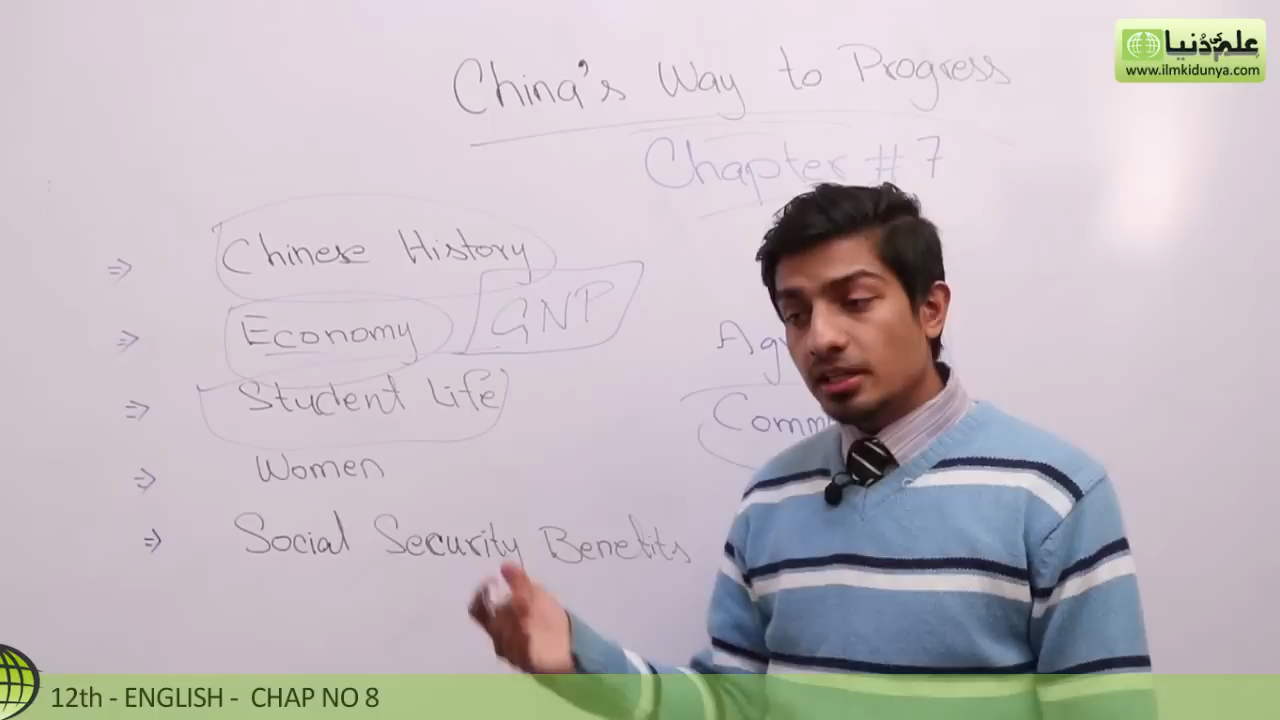 علم کی دنیا
www.ilmkidunya.com
China's Way to Progress
Chapter # 7
⇒ Chinese History
⇒ Economy GNP
⇒ Student Life
⇒ Women
⇒ Social Security Benefits
12th - ENGLISH - CHAP NO 8